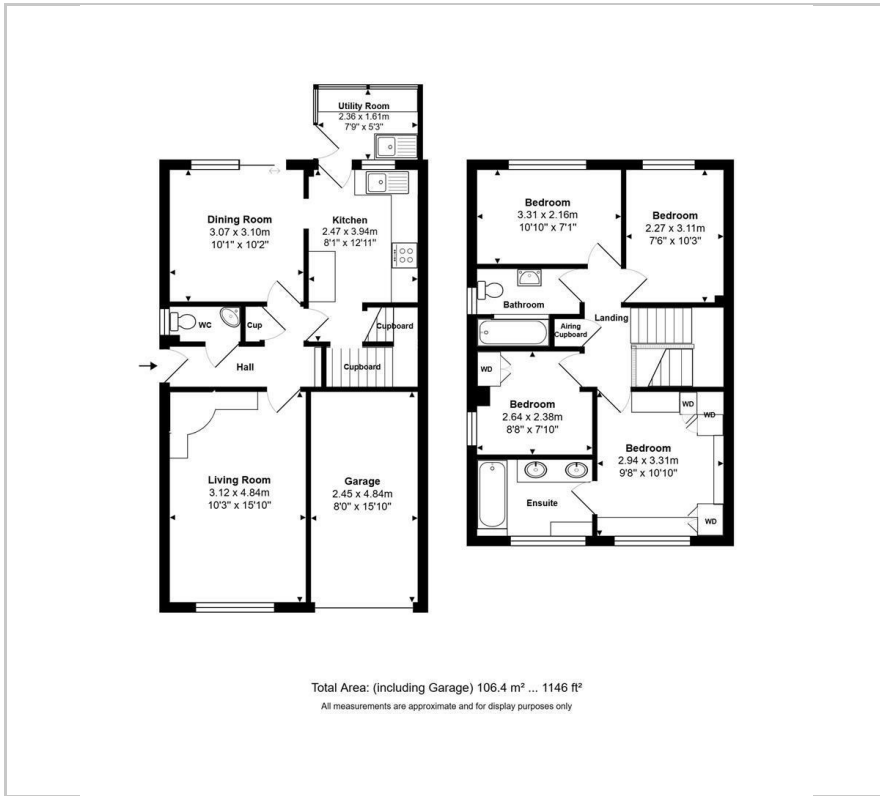 Utility Room
2.36 x 1.61m
7'9" x 5'3"
Dining Room
3.07 x 3.10m
10'1" x 10'2"
Kitchen
2.47 x 3.94m
8'1" x 12'11"
WC
Cup
Cupboard
Hall
Cupboard
Living Room
3.12 x 4.84m
10'3" x 15'10"
Garage
2.45 x 4.84m
8'0" x 15'10"
Bedroom
3.31 x 2.16m
10'10" x 7'1"
Bedroom
2.27 x 3.11m
7'6" x 10'3"
Bathroom
Landing
Airing
Cupboard
WD
Bedroom
2.64 x 2.38m
8'8" x 7'10"
WD
WD
Bedroom
2.94 x 3.31m
9'8" x 10'10"
Ensuite
WD
Total Area: (including Garage) 106.4 m² ... 1146 ft²
All measurements are approximate and for display purposes only